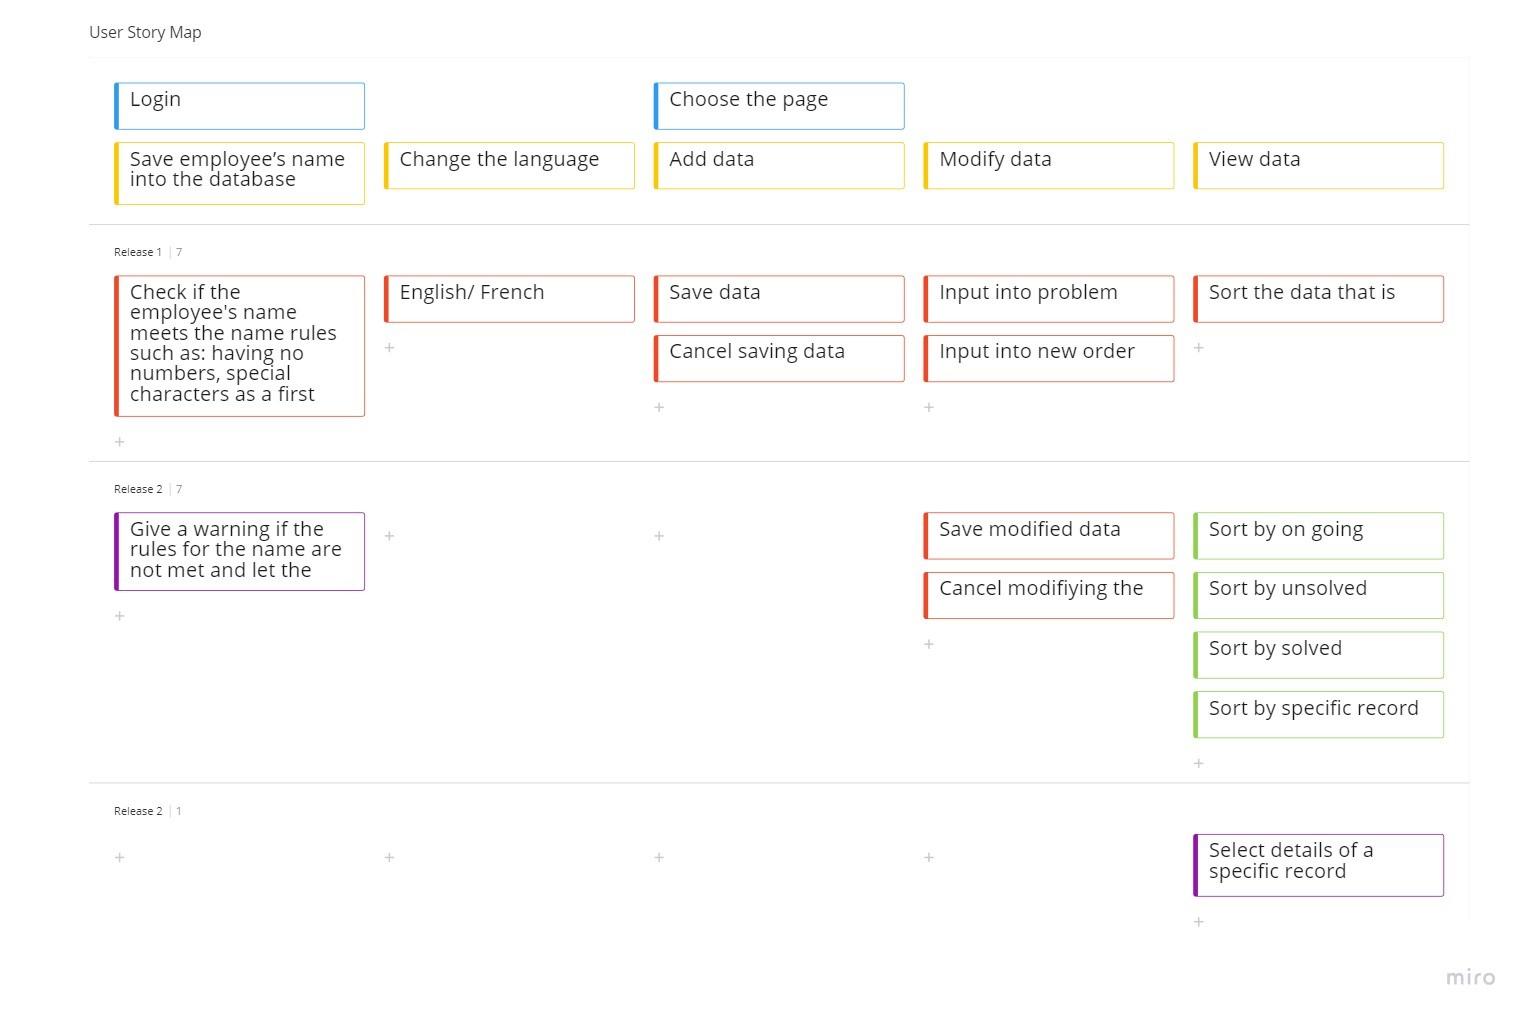 User Story Map
Login
Choose the page
Save employee’s name
into the database
Change the language
Add data
Modify data
View data
Release 1 | 7
Check if the
employee's name
meets the name rules
such as: having no
numbers, special
characters as a first
English/ French
Save data
Cancel saving data
Input into problem
Input into new order
Sort the data that is
+
+
+
+
+
Release 2 | 7
Give a warning if the
rules for the name are
not met and let the
+
+
+
Save modified data
Cancel modifiying the
+
Sort by on going
Sort by unsolved
Sort by solved
Sort by specific record
+
Release 2 | 1
+
+
+
+
Select details of a
specific record
+
miro